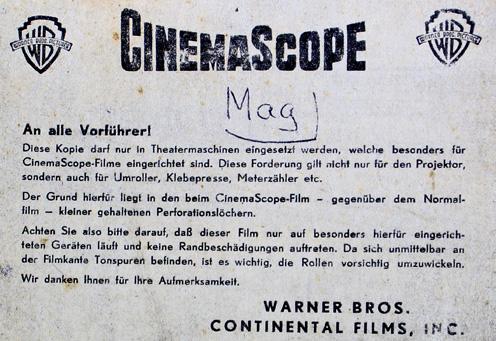 CINEMASCOPE
Mag
An alle Vorführer!
Diese Kopie darf nur in Theatermaschinen eingesetzt werden, welche besonders für
CinemaScope-Filme eingerichtet sind. Diese Forderung gilt nicht nur für den Projektor,
sondern auch für Umroller, Klebepresse, Meterzähler etc.
Der Grund hierfür liegt in den beim CinemaScope-Film – gegenüber dem Normal-
film – kleiner gehaltenen Perforationslöchern.
Achten Sie also bitte darauf, daß dieser Film nur auf besonders hierfür eingerich-
teten Geräten läuft und keine Randbeschädigungen auftreten. Da sich unmittelbar an
der Filmkante Tonspuren befinden, ist es wichtig, die Rollen vorsichtig umzuwickeln.
Wir danken Ihnen für Ihre Aufmerksamkeit.
WARNER BROS.
CONTINENTAL FILMS, INC.